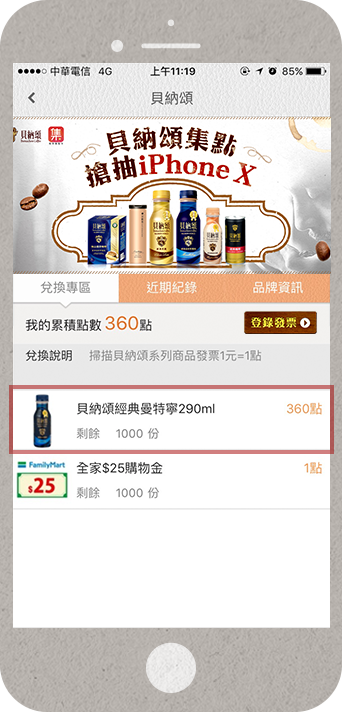 中華電信 4G 上午11:19 85%
貝納頌
貝納頌 集
貝納頌集點
搶抽iPhone X
兌換專區 近期紀錄 品牌資訊
我的累積點數 360點 登錄發票
兌換說明 掃描貝納頌系列商品發票1元=1點
貝納頌經典曼特寧290ml 360點
剩餘 1000 份
FamilyMart
$25
全家$25購物金 1點
剩餘 1000 份